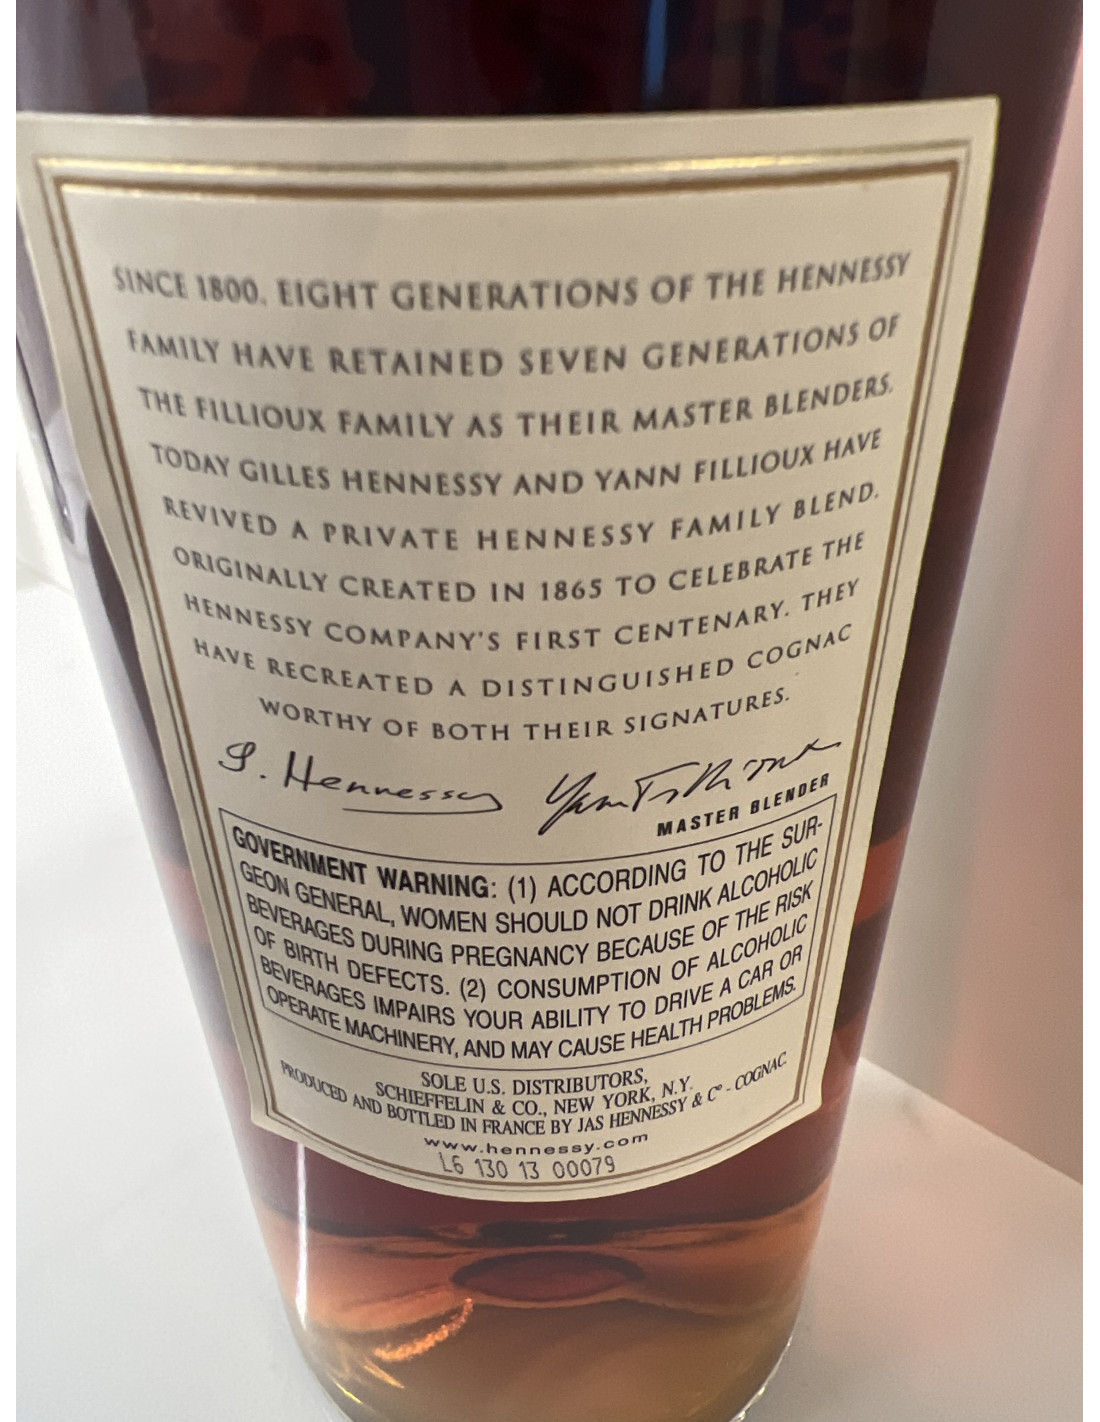 SINCE 1800, EIGHT GENERATIONS OF THE HENNESSY
FAMILY HAVE RETAINED SEVEN GENERATIONS OF
THE FILLIOUX FAMILY AS THEIR MASTER BLENDERS.
TODAY GILLES HENNESSY AND YANN FILLIOUX HAVE
REVIVED A PRIVATE HENNESSY FAMILY BLEND,
ORIGINALLY CREATED IN 1865 TO CELEBRATE THE
HENNESSY COMPANY'S FIRST CENTENARY. THEY
HAVE RECREATED A DISTINGUISHED COGNAC
WORTHY OF BOTH THEIR SIGNATURES.
G. Hennessy Yann Fillioux
MASTER BLENDER
GOVERNMENT WARNING: (1) ACCORDING TO THE SUR-
GEON GENERAL, WOMEN SHOULD NOT DRINK ALCOHOLIC
BEVERAGES DURING PREGNANCY BECAUSE OF THE RISK
OF BIRTH DEFECTS. (2) CONSUMPTION OF ALCOHOLIC
BEVERAGES IMPAIRS YOUR ABILITY TO DRIVE A CAR OR
OPERATE MACHINERY, AND MAY CAUSE HEALTH PROBLEMS.
SOLE U.S. DISTRIBUTORS,
SCHIEFFELIN & CO., NEW YORK, N.Y.
PRODUCED AND BOTTLED IN FRANCE BY JAS HENNESSY & Cº - COGNAC
www.hennessy.com
L6 130 13 00079